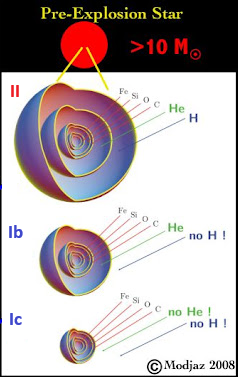 Pre-Explosion Star
>10 M☉
II
Fe Si O C He H
Ib
Fe Si O C He no H !
Ic
Fe Si O C no He !
no H !
©Modjaz 2008